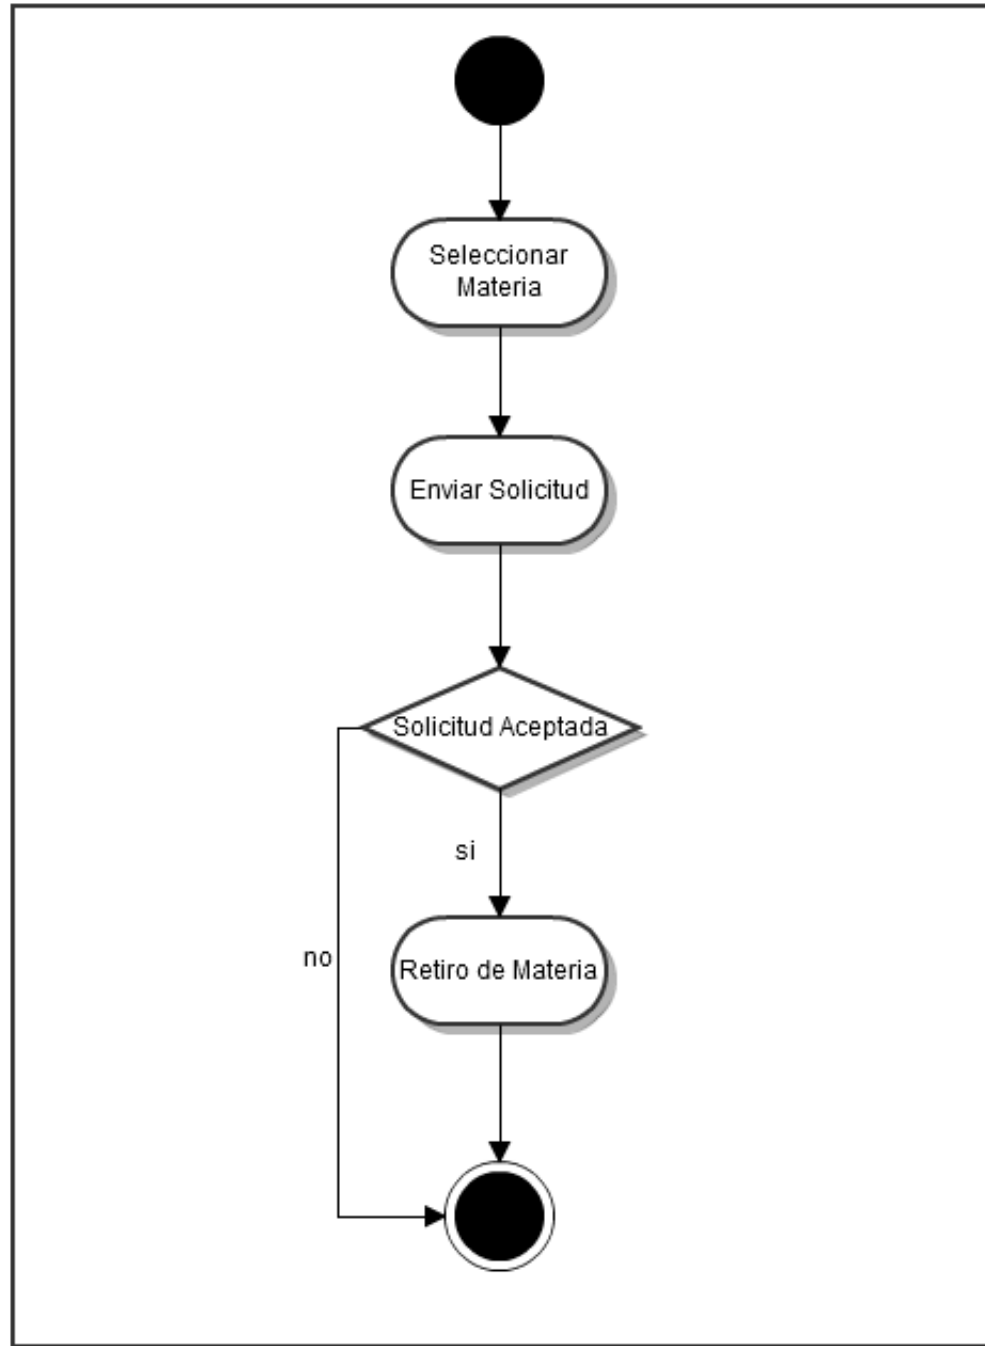 Seleccionar
Materia
Enviar Solicitud
Solicitud Aceptada
si
no
Retiro de Materia